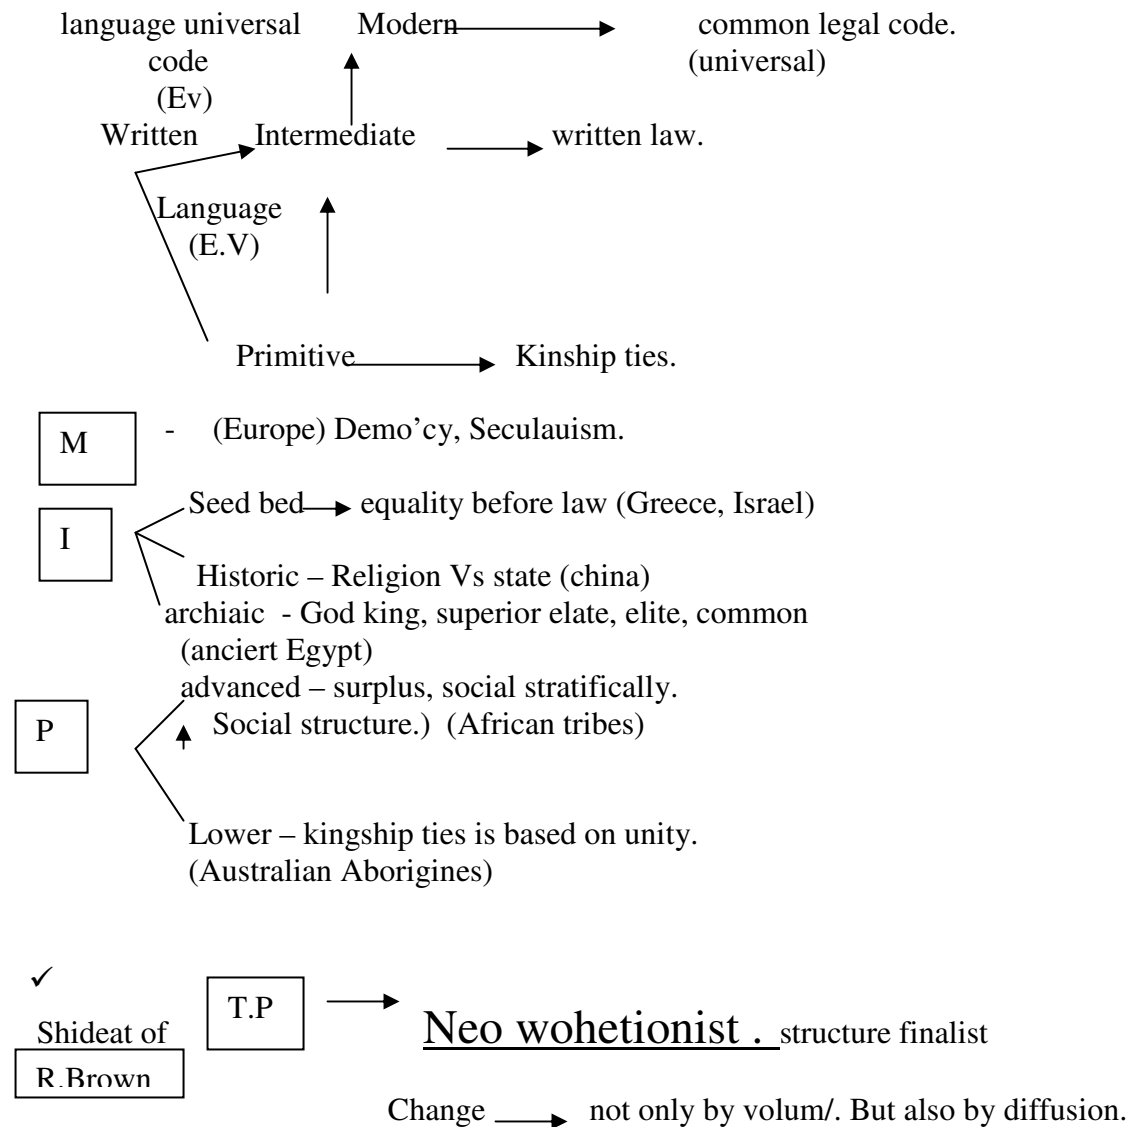 language universal Modern common legal code.
code (universal)
(Ev)
Written Intermediate written law.
Language
(E.V)
Primitive Kinship ties.
M - (Europe) Demo’cy, Seculauism.
Seed bed equality before law (Greece, Israel)
I
Historic – Religion Vs state (china)
archiaic - God king, superior elate, elite, common
(anciert Egypt)
advanced – surplus, social stratifically.
P Social structure.) (African tribes)
Lower – kingship ties is based on unity.
(Australian Aborigines)
✓
T.P Neo wohetionist . structure finalist
Shideat of
R.Brown
Change not only by volum/. But also by diffusion.